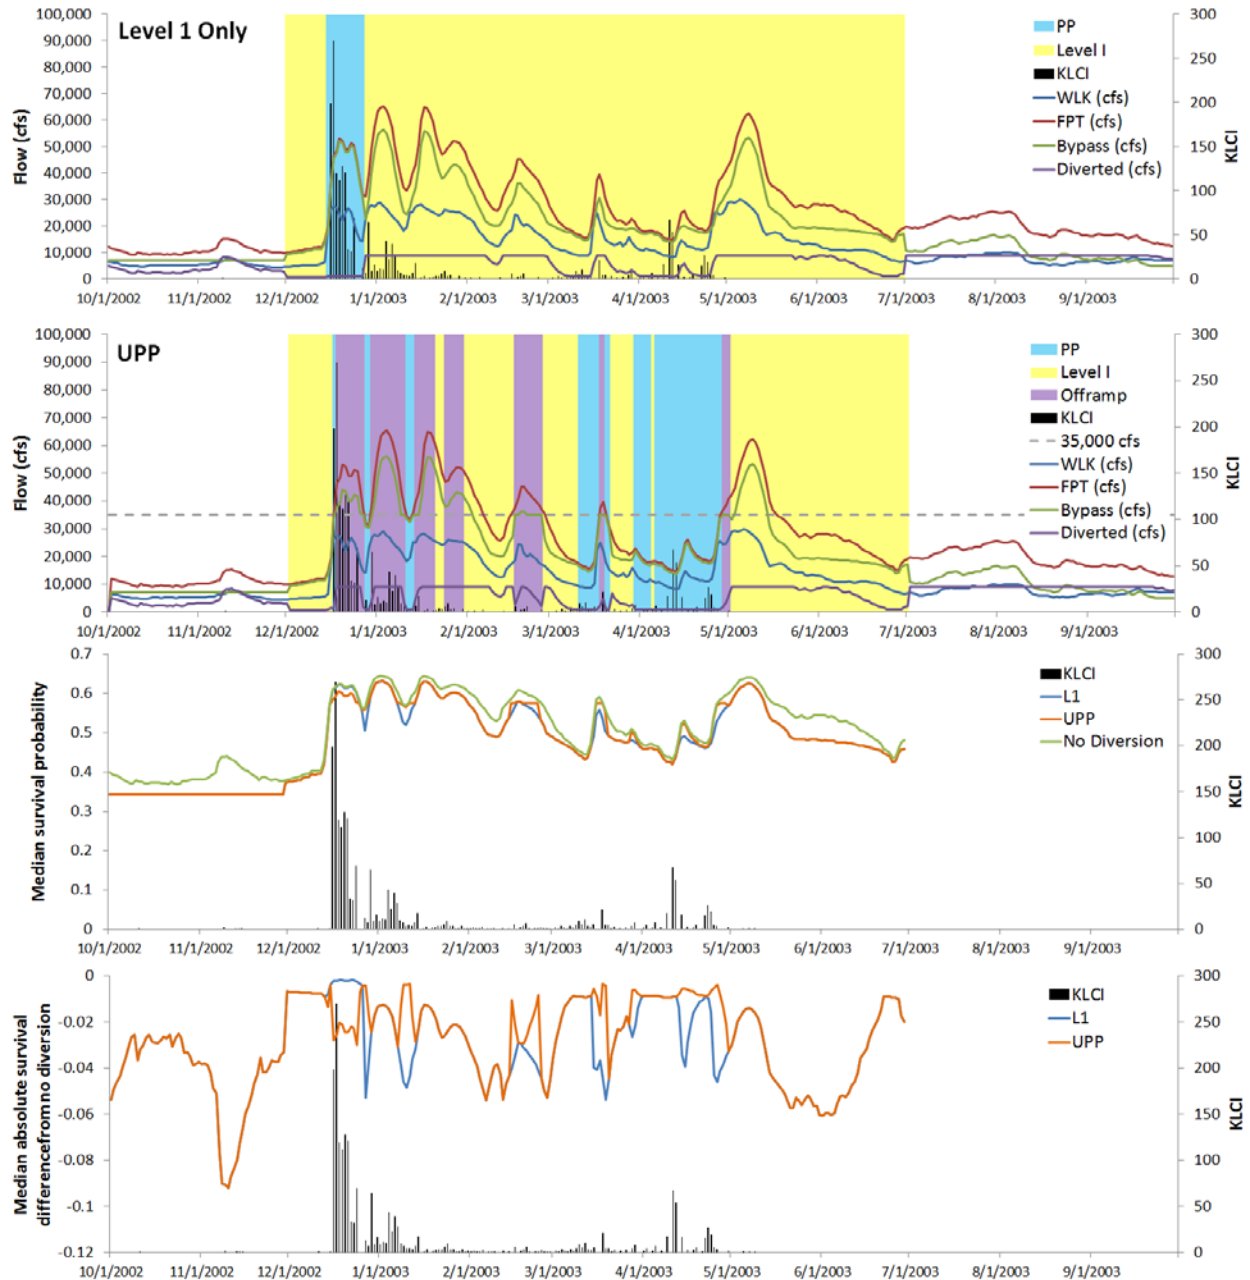 Level 1 Only
Flow (cfs)
100,000
90,000
80,000
70,000
60,000
50,000
40,000
30,000
20,000
10,000
0
300
250
200
150
100
50
0
KLCI
PP
Level I
KLCI
WLK (cfs)
FPT (cfs)
Bypass (cfs)
Diverted (cfs)
10/1/2002 11/1/2002 12/1/2002 1/1/2003 2/1/2003 3/1/2003 4/1/2003 5/1/2003 6/1/2003 7/1/2003 8/1/2003 9/1/2003
UPP
Flow (cfs)
100,000
90,000
80,000
70,000
60,000
50,000
40,000
30,000
20,000
10,000
0
300
250
200
150
100
50
0
KLCI
PP
Level I
Offramp
KLCI
35,000 cfs
WLK (cfs)
FPT (cfs)
Bypass (cfs)
Diverted (cfs)
10/1/2002 11/1/2002 12/1/2002 1/1/2003 2/1/2003 3/1/2003 4/1/2003 5/1/2003 6/1/2003 7/1/2003 8/1/2003 9/1/2003
Median survival probability
0.7
0.6
0.5
0.4
0.3
0.2
0.1
0
300
250
200
150
100
50
0
KLCI
KLCI
L1
UPP
No Diversion
10/1/2002 11/1/2002 12/1/2002 1/1/2003 2/1/2003 3/1/2003 4/1/2003 5/1/2003 6/1/2003 7/1/2003 8/1/2003 9/1/2003
Median absolute survival
differencefrom no diversion
0
-0.02
-0.04
-0.06
-0.08
-0.1
-0.12
300
250
200
150
100
50
0
KLCI
KLCI
L1
UPP
10/1/2002 11/1/2002 12/1/2002 1/1/2003 2/1/2003 3/1/2003 4/1/2003 5/1/2003 6/1/2003 7/1/2003 8/1/2003 9/1/2003